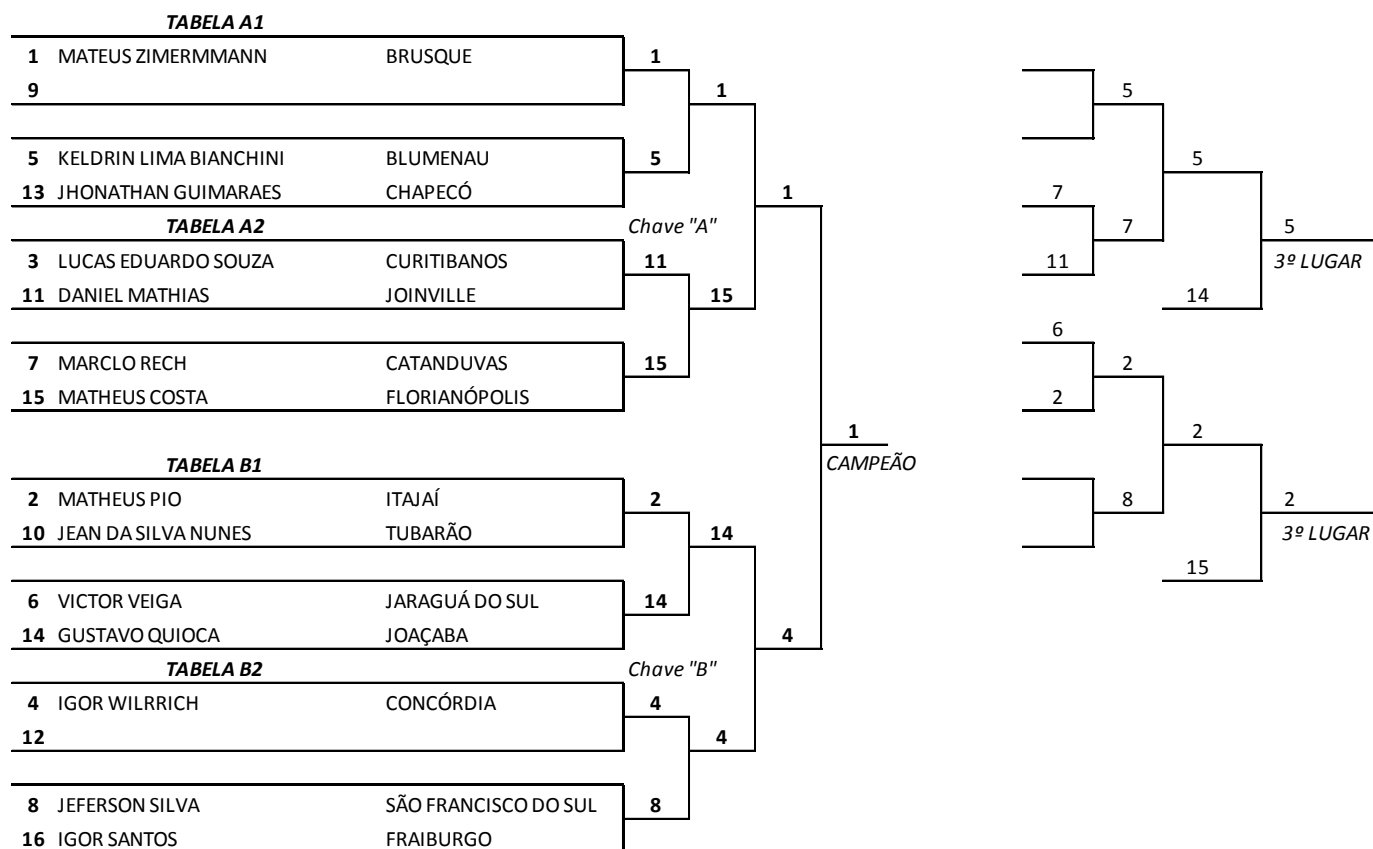 TABELA A1
1 MATEUS ZIMERMMANN BRUSQUE 1
9 1 5
5 KELDRIN LIMA BIANCHINI BLUMENAU 5 5
13 JHONATHAN GUIMARAES CHAPECÓ 1 7
TABELA A2 Chave "A" 7 5
3 LUCAS EDUARDO SOUZA CURITIBANOS 11 11 3º LUGAR
11 DANIEL MATHIAS JOINVILLE 15 14
6
7 MARCLO RECH CATANDUVAS 15 2
15 MATHEUS COSTA FLORIANÓPOLIS 2
1 2
TABELA B1 CAMPEÃO
2 MATHEUS PIO ITAJAÍ 2 8 2
10 JEAN DA SILVA NUNES TUBARÃO 14 3º LUGAR
15
6 VICTOR VEIGA JARAGUÁ DO SUL 14
14 GUSTAVO QUIOCA JOAÇABA 4
TABELA B2 Chave "B"
4 IGOR WILRRICH CONCÓRDIA 4
12 4
8 JEFERSON SILVA SÃO FRANCISCO DO SUL 8
16 IGOR SANTOS FRAIBURGO